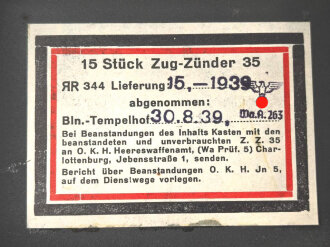 15 Stück Zug-Zünder 35
RR 344 Lieferung 15,–1939
abgenommen:
Bln.-Tempelhof, 30.8.39, Wa.A.263
Bei Beanstandungen des Inhalts Kasten mit den
beanstandeten und unverbrauchten Z. Z. 35
an O. K. H. Heereswaffenamt, (Wa Prüf. 5) Char-
lottenburg, Jebensstraße 1, senden.
Bericht über Beanstandungen O. K. H. Jn 5,
auf dem Dienstwege vorlegen.